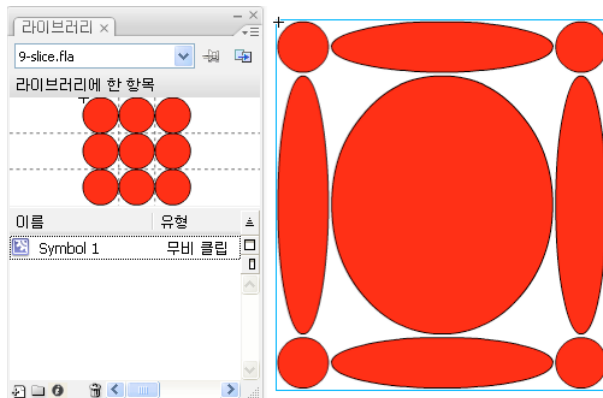 라이브러리
9-slice.fla
라이브러리에 한 항목
이름 유형
Symbol 1 무비 클립